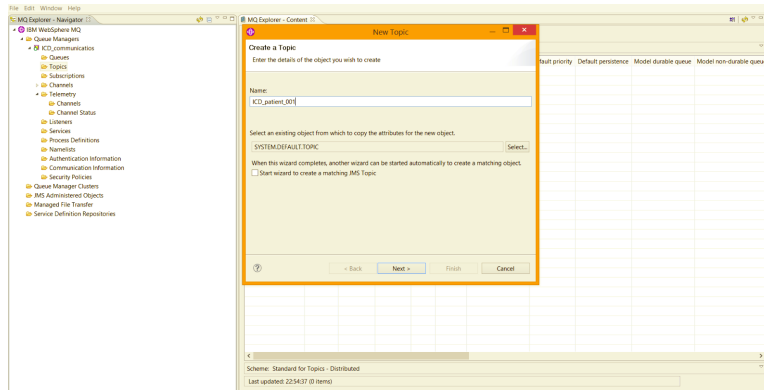 File Edit Window Help
MQ Explorer - Navigator
IBM WebSphere MQ
Queue Managers
ICD_communicatios
Queues
Topics
Subscriptions
Channels
Telemetry
Channels
Channel Status
Listeners
Services
Process Definitions
Namelists
Authentication Information
Communication Information
Security Policies
Queue Manager Clusters
JMS Administered Objects
Managed File Transfer
Service Definition Repositories
MQ Explorer - Content
New Topic
Create a Topic
Enter the details of the object you wish to create
Name:
ICD_patient_001
Select an existing object from which to copy the attributes for the new object.
SYSTEM.DEFAULT.TOPIC
Select...
When this wizard completes, another wizard can be started automatically to create a matching object.
Start wizard to create a matching JMS Topic
? < Back Next > Finish Cancel
fault priority Default persistence Model durable queue Model non-durable queue
Scheme: Standard for Topics - Distributed
Last updated: 22:54:37 (0 items)